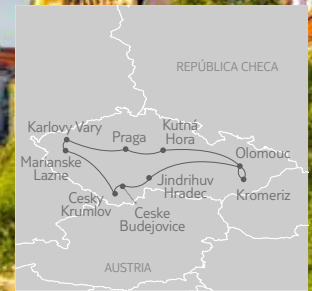 REPÚBLICA CHECA
Karlovy Vary
Praga
Kutná
Hora
Olomouc
Marianske
Lazne
Jindrihuv
Hradec
Kromeriz
Cesky
Krumlov
Ceske
Budejovice
AUSTRIA